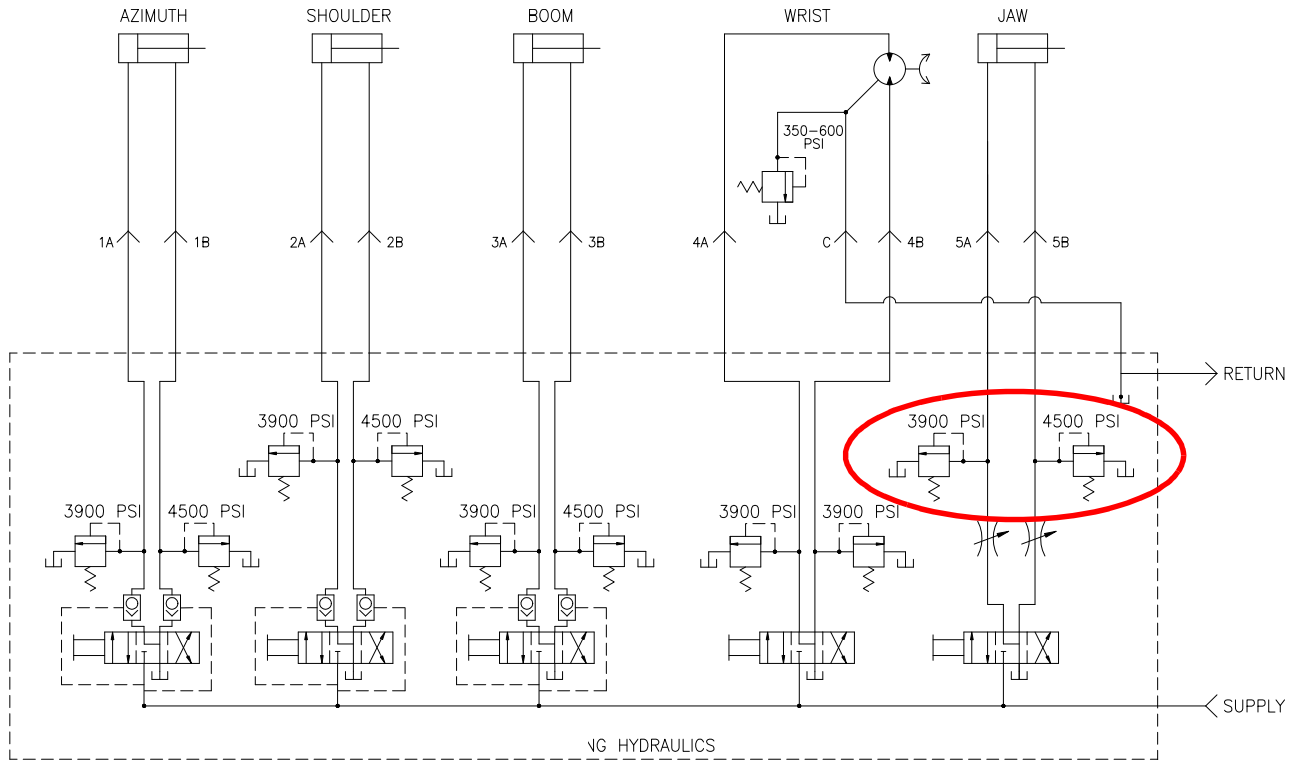 AZIMUTH
SHOULDER
BOOM
WRIST
JAW
350-600
PSI
1A
1B
2A
2B
3A
3B
4A
C
4B
5A
5B
RETURN
3900 PSI
4500 PSI
3900 PSI
4500 PSI
3900 PSI
4500 PSI
3900 PSI
4500 PSI
3900 PSI
3900 PSI
SUPPLY
NG HYDRAULICS